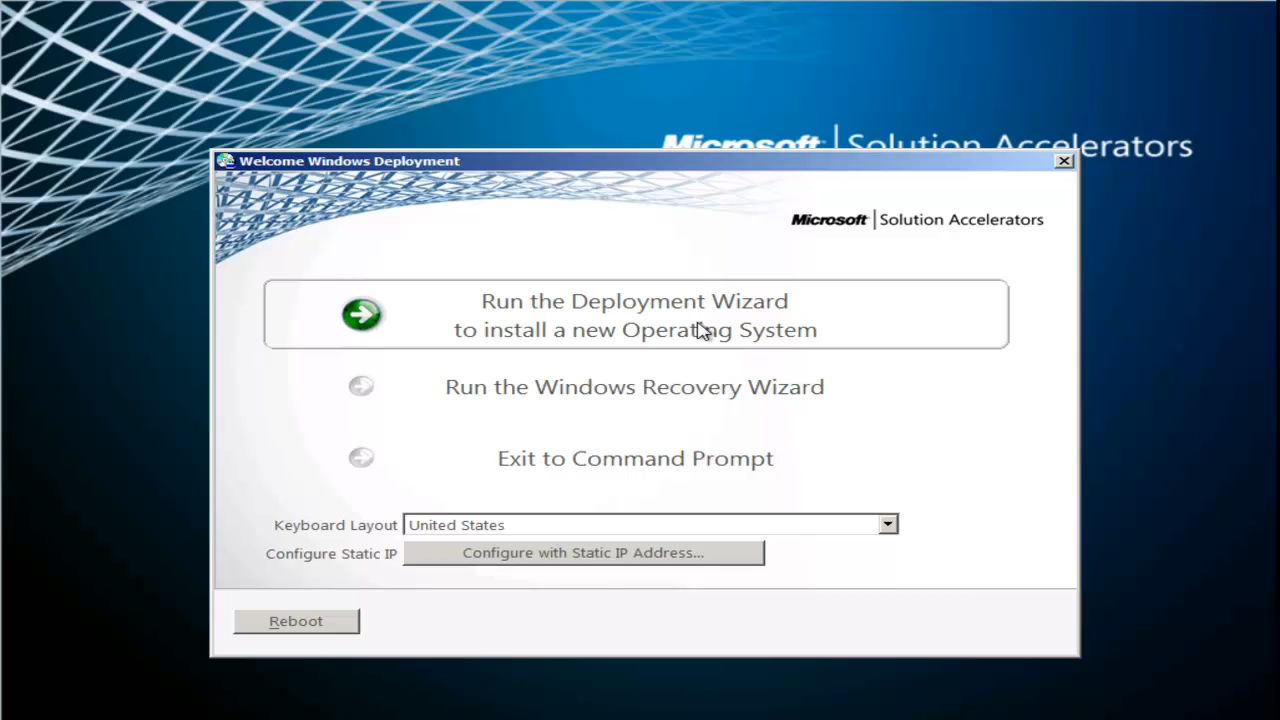 Microsoft | Solution Accelerators
Welcome Windows Deployment
Microsoft | Solution Accelerators
Run the Deployment Wizard
to install a new Operating System
Run the Windows Recovery Wizard
Exit to Command Prompt
Keyboard Layout United States
Configure Static IP Configure with Static IP Address...
Reboot